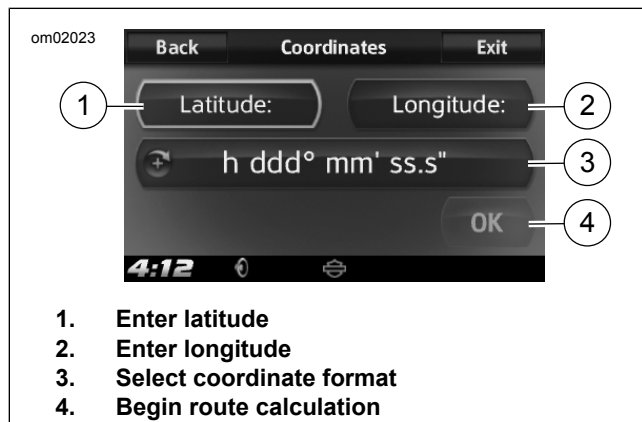 om02023
Back Coordinates Exit
1 Latitude: Longitude: 2
h ddd° mm' ss.s" 3
OK 4
4:12
1. Enter latitude
2. Enter longitude
3. Select coordinate format
4. Begin route calculation